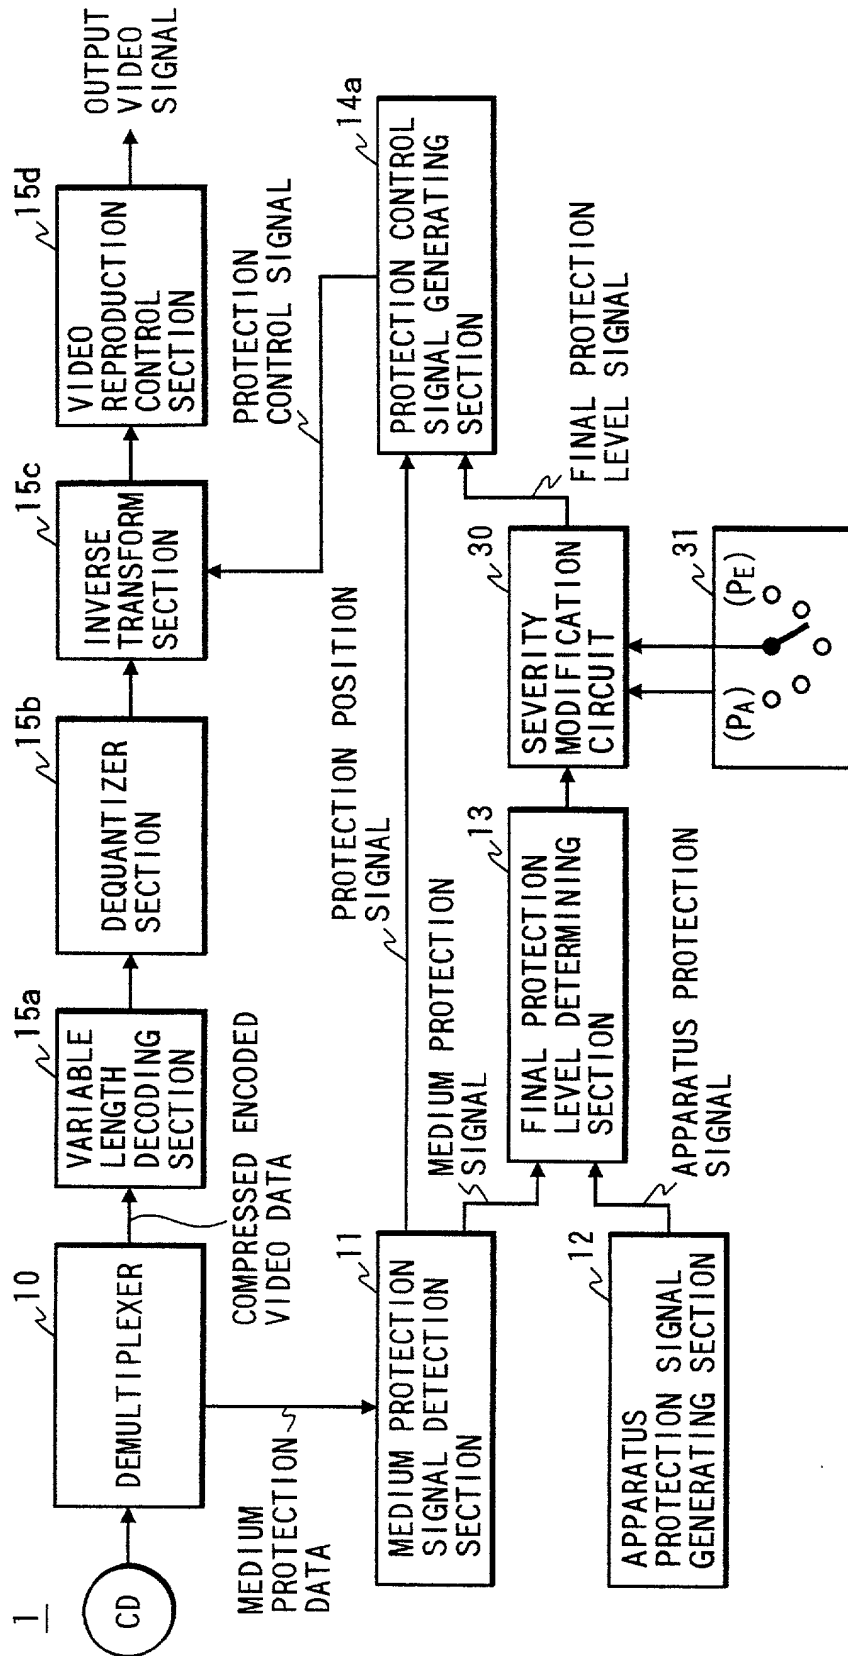 1
CD
MEDIUM
PROTECTION
DATA
10
DEMULTIPLEXER
COMPRESSED ENCODED
VIDEO DATA
15a
VARIABLE
LENGTH
DECODING
SECTION
15b
DEQUANTIZER
SECTION
15c
INVERSE
TRANSFORM
SECTION
15d
VIDEO
REPRODUCTION
CONTROL
SECTION
OUTPUT
VIDEO
SIGNAL
PROTECTION
CONTROL SIGNAL
PROTECTION POSITION
SIGNAL
11
MEDIUM PROTECTION
SIGNAL DETECTION
SECTION
MEDIUM PROTECTION
SIGNAL
14a
PROTECTION CONTROL
SIGNAL GENERATING
SECTION
12
APPARATUS
PROTECTION SIGNAL
GENERATING SECTION
APPARATUS PROTECTION
SIGNAL
13
FINAL PROTECTION
LEVEL DETERMINING
SECTION
30
SEVERITY
MODIFICATION
CIRCUIT
FINAL PROTECTION
LEVEL SIGNAL
31
(PA)
(PE)